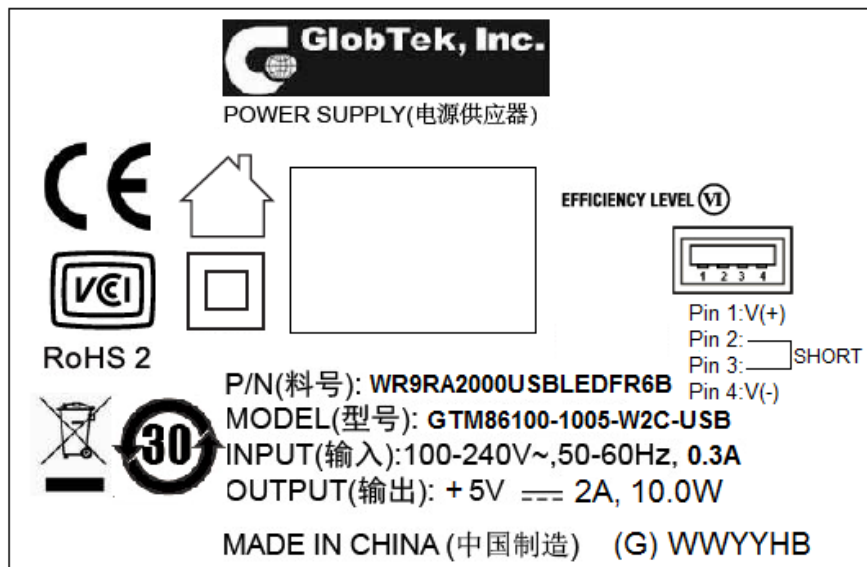 GlobTek, Inc.
POWER SUPPLY(电源供应器)
CE
EFFICIENCY LEVEL VI
VCCI
1 2 3 4
Pin 1:V(+)
Pin 2:
Pin 3:
SHORT
Pin 4:V(-)
RoHS 2
30
P/N(料号): WR9RA2000USBLEDFR6B
MODEL(型号): GTM86100-1005-W2C-USB
INPUT(输入):100-240V~,50-60Hz, 0.3A
OUTPUT(输出): +5V ⎓ 2A, 10.0W
MADE IN CHINA (中国制造) (G) WWYYHB